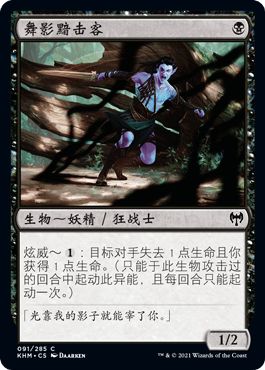 舞影黯击客
生物～妖精／狂战士
炫威～①：目标对手失去1点生命且你
获得1点生命。（只能于此生物攻击过
的回合中起动此异能，且每回合只能起
动一次。）
「光靠我的影子就能宰了你。」
1/2
091/285 C
KHM • CS DAARKEN
™ & © 2021 Wizards of the Coast